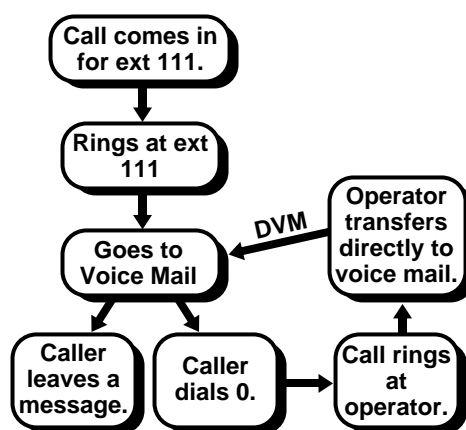 Call comes in
for ext 111.
Rings at ext
111
Goes to
Voice Mail
DVM
Operator
transfers
directly to
voice mail.
Caller
leaves a
message.
Caller
dials 0.
Call rings
at
operator.